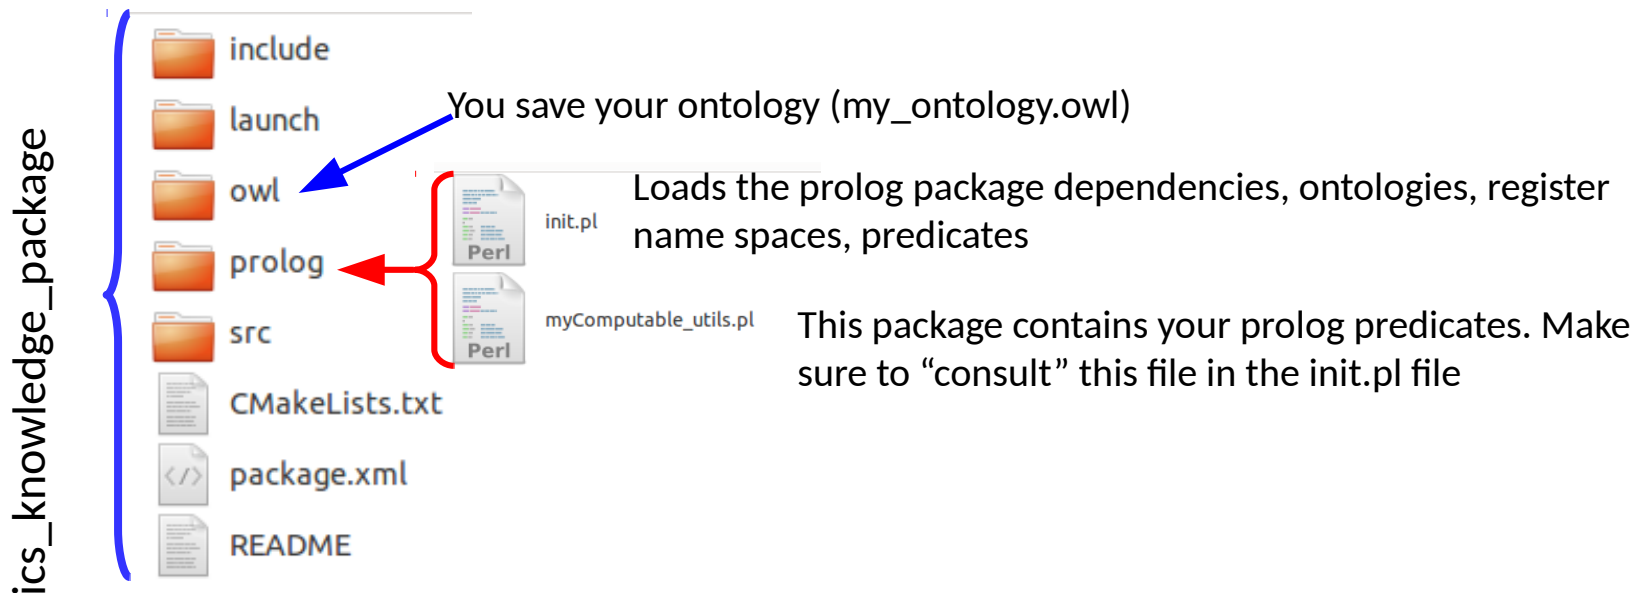 ics_knowledge_package
include
launch
owl
prolog
src
CMakeLists.txt
package.xml
README
You save your ontology (my_ontology.owl)
Perl
init.pl
Loads the prolog package dependencies, ontologies, register
name spaces, predicates
Perl
myComputable_utils.pl
This package contains your prolog predicates. Make
sure to “consult” this file in the init.pl file